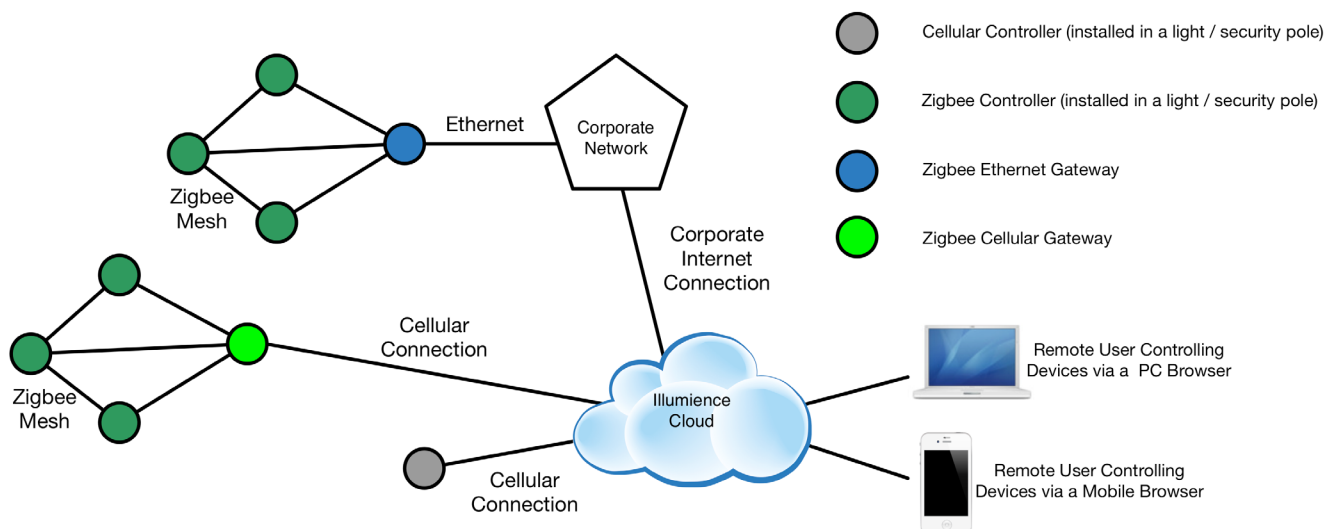 Cellular Controller (installed in a light / security pole)
Zigbee Controller (installed in a light / security pole)
Zigbee Ethernet Gateway
Zigbee Cellular Gateway
Ethernet
Corporate
Network
Zigbee
Mesh
Corporate
Internet
Connection
Cellular
Connection
Zigbee
Mesh
Illumience
Cloud
Cellular
Connection
Remote User Controlling
Devices via a  PC Browser
Remote User Controlling
Devices via a Mobile Browser